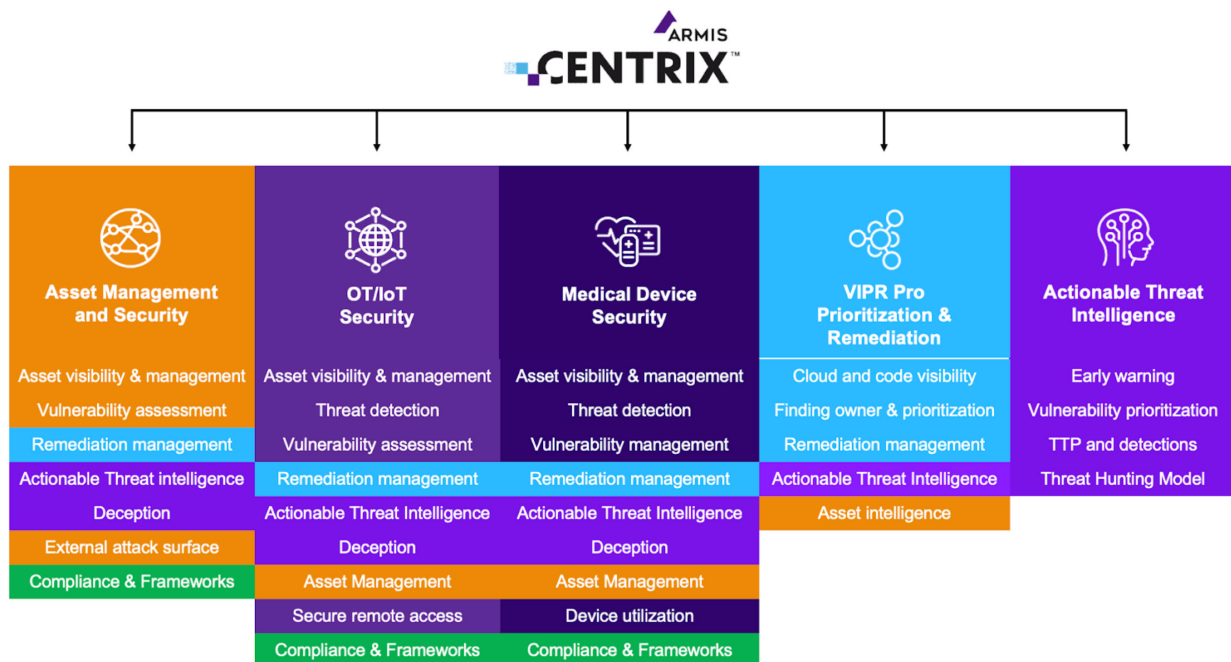 ARMIS
CENTRIX™
Asset Management
and Security
Asset visibility & management
Vulnerability assessment
Remediation management
Actionable Threat intelligence
Deception
External attack surface
Compliance & Frameworks
OT/IoT
Security
Asset visibility & management
Threat detection
Vulnerability assessment
Remediation management
Actionable Threat Intelligence
Deception
Asset Management
Secure remote access
Compliance & Frameworks
Medical Device
Security
Asset visibility & management
Threat detection
Vulnerability management
Remediation management
Actionable Threat Intelligence
Deception
Asset Management
Device utilization
Compliance & Frameworks
VIPR Pro
Prioritization &
Remediation
Cloud and code visibility
Finding owner & prioritization
Remediation management
Actionable Threat Intelligence
Asset intelligence
Actionable Threat
Intelligence
Early warning
Vulnerability prioritization
TTP and detections
Threat Hunting Model